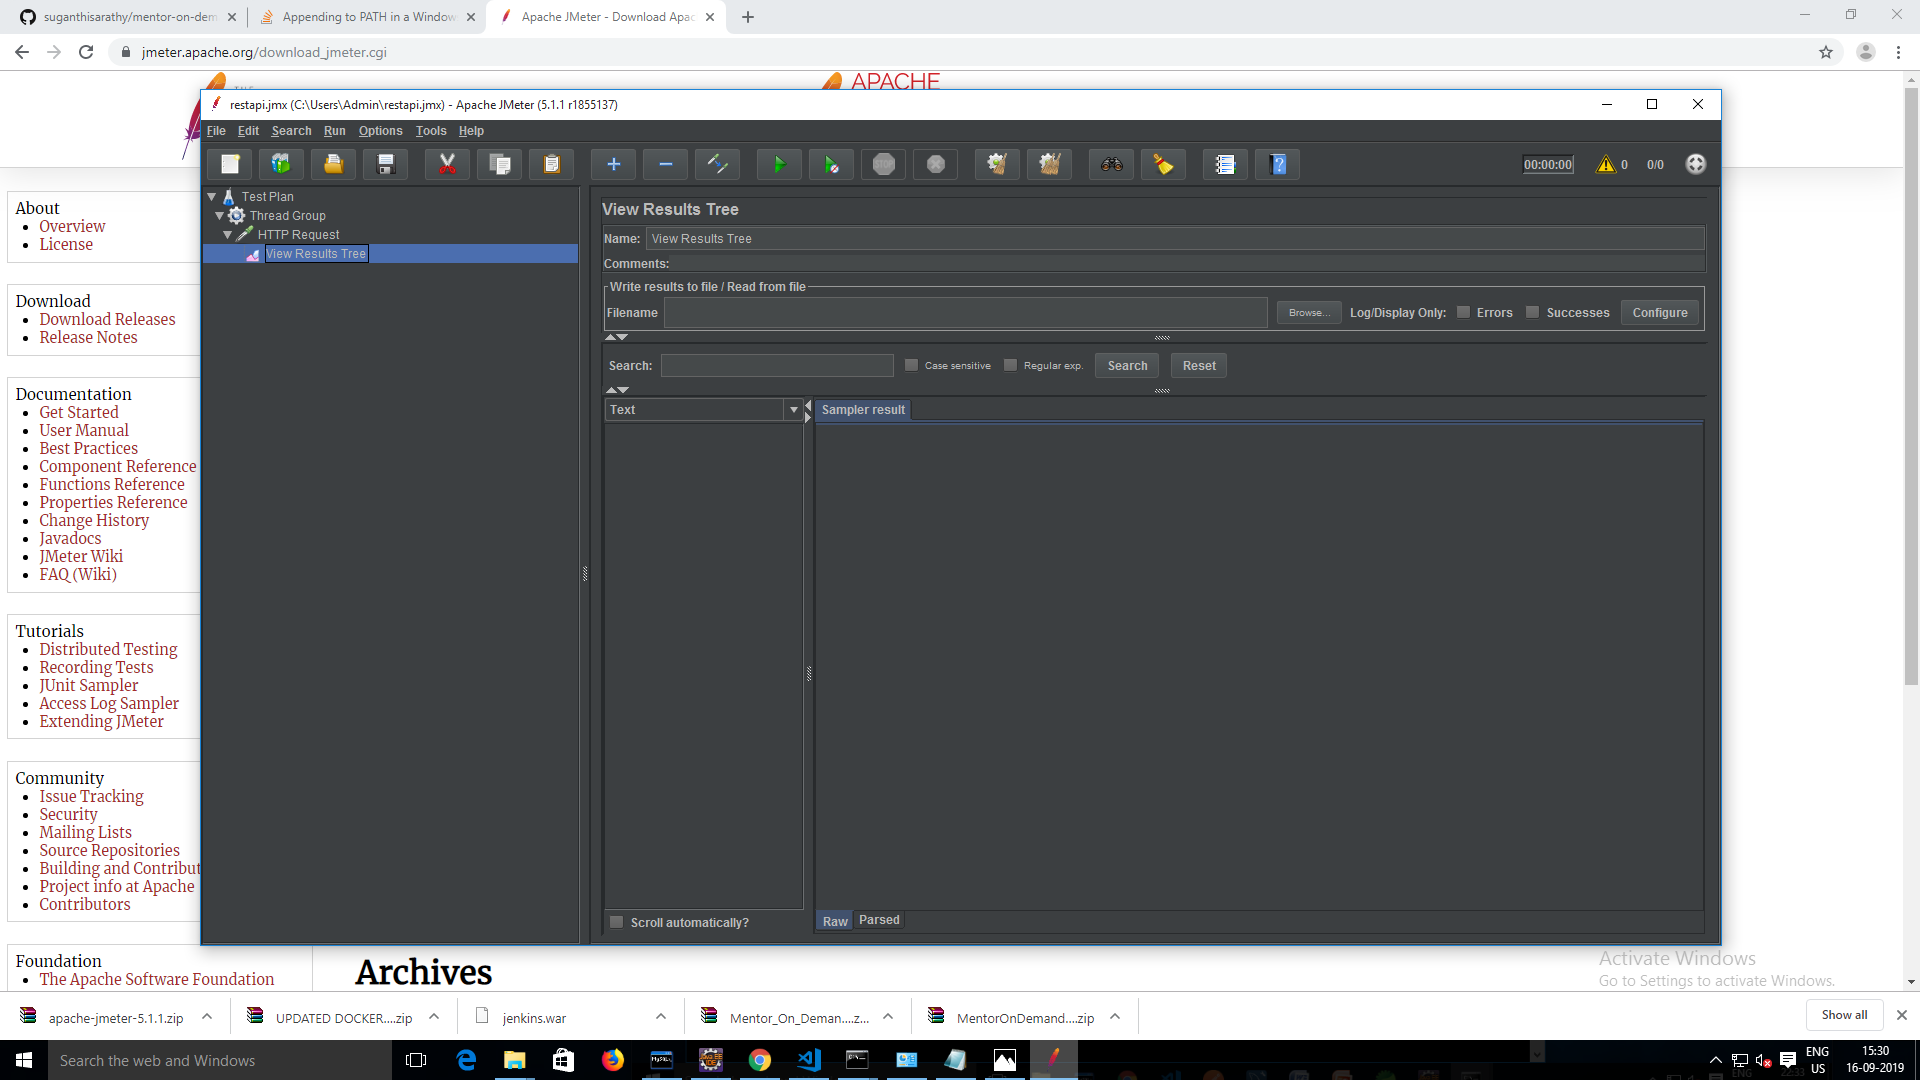 suganthisarathy/mentor-on-dem
Appending to PATH in a Window
Apache JMeter - Download Apac
jmeter.apache.org/download_jmeter.cgi
THE
APACHE
restapi.jmx (C:\Users\Admin\restapi.jmx) - Apache JMeter (5.1.1 r1855137)
File Edit Search Run Options Tools Help
STOP
00:00:00 0 0/0
Test Plan
Thread Group
HTTP Request
View Results Tree
View Results Tree
Name: View Results Tree
Comments:
Write results to file / Read from file
Filename Browse... Log/Display Only: Errors Successes Configure
Search: Case sensitive Regular exp. Search Reset
Text
Sampler result
Scroll automatically?
Raw Parsed
About
Overview
License
Download
Download Releases
Release Notes
Documentation
Get Started
User Manual
Best Practices
Component Reference
Functions Reference
Properties Reference
Change History
Javadocs
JMeter Wiki
FAQ (Wiki)
Tutorials
Distributed Testing
Recording Tests
JUnit Sampler
Access Log Sampler
Extending JMeter
Community
Issue Tracking
Security
Mailing Lists
Source Repositories
Building and Contribut
Project info at Apache
Contributors
Foundation
The Apache Software Foundation
Archives
Activate Windows
Go to Settings to activate Windows.
apache-jmeter-5.1.1.zip
UPDATED DOCKER....zip
jenkins.war
Mentor_On_Deman....z...
MentorOnDemand....zip
Show all
Search the web and Windows
ENG
US
15:30
16-09-2019